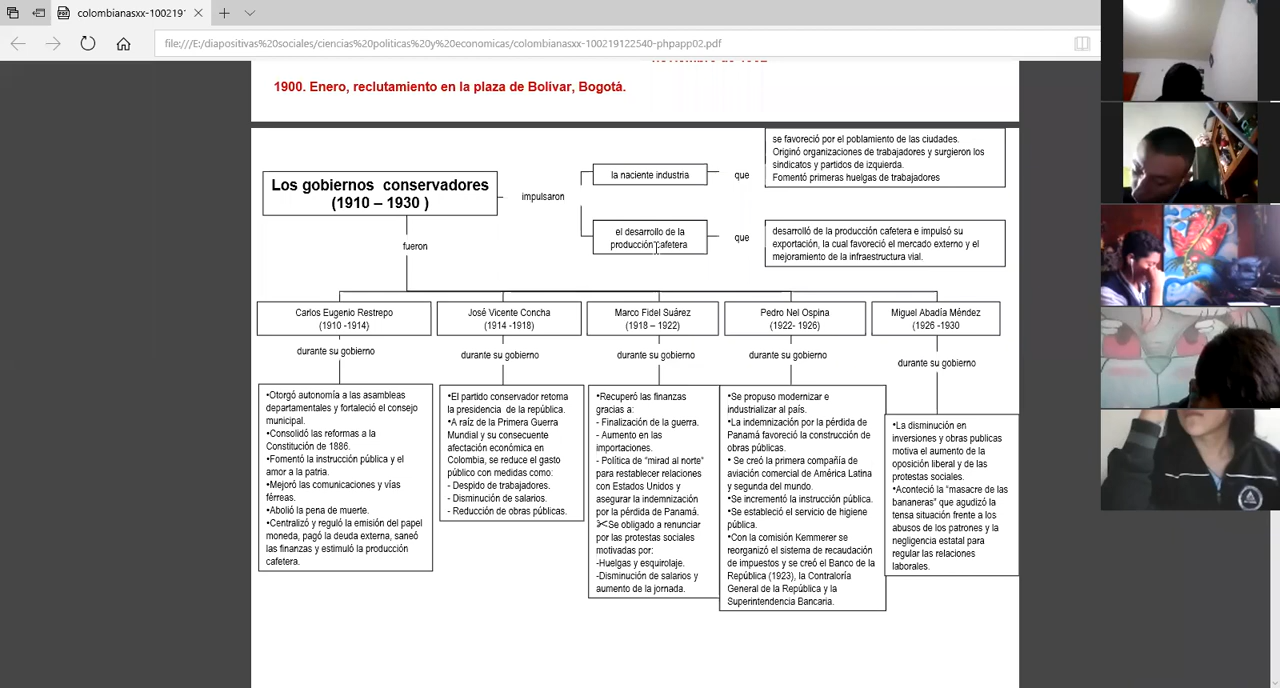 colombianasxx-100219'
file:///E:/diapositivas%20sociales/ciencias%20politicas%20y%20economicas/colombianasxx-100219122540-phpapp02.pdf
1900. Enero, reclutamiento en la plaza de Bolívar, Bogotá.
Los gobiernos conservadores
(1910 – 1930 )
impulsaron
la naciente industria
que
se favoreció por el poblamiento de las ciudades.
Originó organizaciones de trabajadores y surgieron los
sindicatos y partidos de izquierda.
Fomentó primeras huelgas de trabajadores
el desarrollo de la
producción cafetera
que
desarrolló de la producción cafetera e impulsó su
exportación, la cual favoreció el mercado externo y el
mejoramiento de la infraestructura vial.
fueron
Carlos Eugenio Restrepo
(1910 -1914)
durante su gobierno
•Otorgó autonomía a las asambleas
departamentales y fortaleció el consejo
municipal.
•Consolidó las reformas a la
Constitución de 1886.
•Fomentó la instrucción pública y el
amor a la patria.
•Mejoró las comunicaciones y vías
férreas.
•Abolió la pena de muerte.
•Centralizó y reguló la emisión del papel
moneda, pagó la deuda externa, saneó
las finanzas y estimuló la producción
cafetera.
José Vicente Concha
(1914 -1918)
durante su gobierno
•El partido conservador retoma
la presidencia de la república.
•A raíz de la Primera Guerra
Mundial y su consecuente
afectación económica en
Colombia, se reduce el gasto
público con medidas como:
- Despido de trabajadores.
- Disminución de salarios.
- Reducción de obras públicas.
Marco Fidel Suárez
(1918 – 1922)
durante su gobierno
•Recuperó las finanzas
gracias a:
- Finalización de la guerra.
- Aumento en las
importaciones.
- Política de “mirad al norte”
para restablecer relaciones
con Estados Unidos y
asegurar la indemnización
por la pérdida de Panamá.
✂Se obligado a renunciar
por las protestas sociales
motivadas por:
-Huelgas y esquirolaje.
-Disminución de salarios y
aumento de la jornada.
Pedro Nel Ospina
(1922- 1926)
durante su gobierno
•Se propuso modernizar e
industrializar al país.
•La indemnización por la pérdida de
Panamá favoreció la construcción de
obras públicas.
• Se creó la primera compañía de
aviación comercial de América Latina
y segunda del mundo.
•Se incrementó la instrucción pública.
•Se estableció el servicio de higiene
pública.
•Con la comisión Kemmerer se
reorganizó el sistema de recaudación
de impuestos y se creó el Banco de la
República (1923), la Contraloría
General de la República y la
Superintendencia Bancaria.
Miguel Abadía Méndez
(1926 -1930
durante su gobierno
•La disminución en
inversiones y obras publicas
motiva el aumento de la
oposición liberal y de las
protestas sociales.
•Aconteció la “masacre de las
bananeras” que agudizó la
tensa situación frente a los
abusos de los patrones y la
negligencia estatal para
regular las relaciones
laborales.